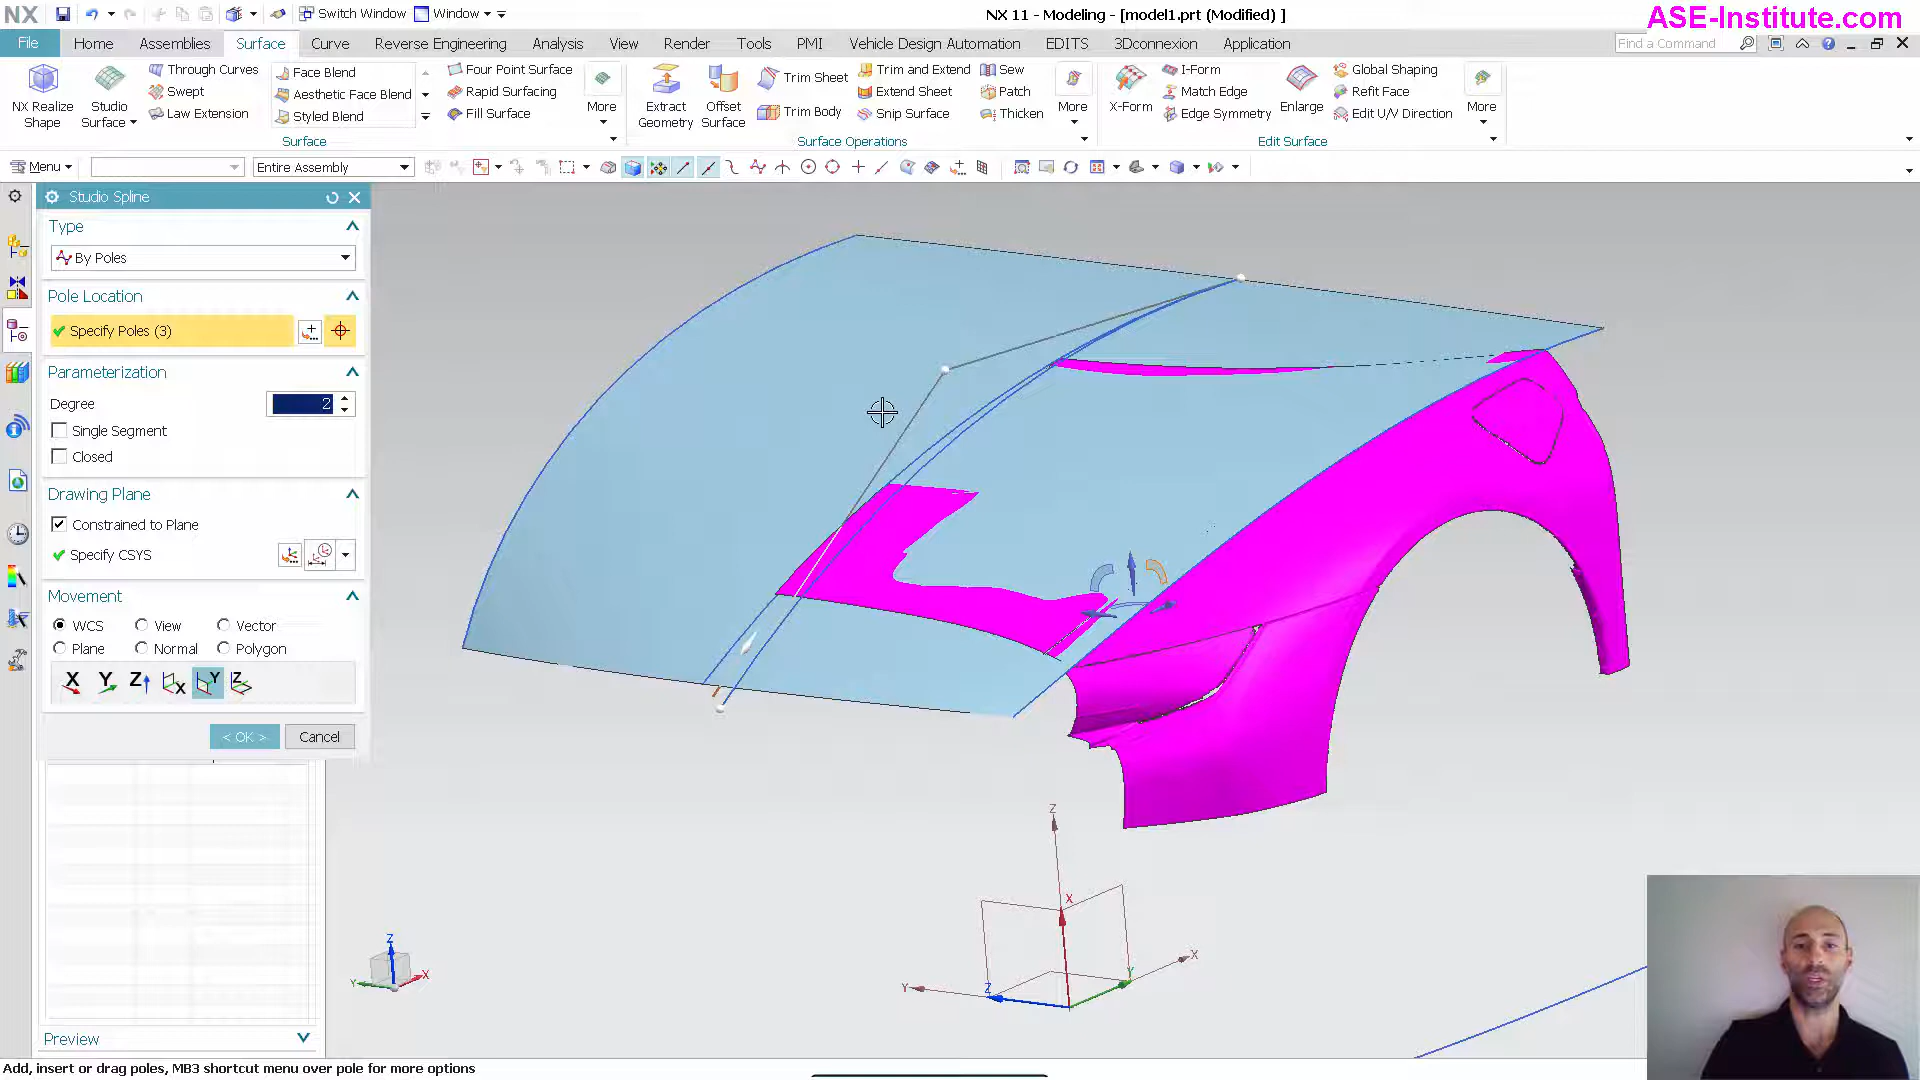 NX
Switch Window
Window
NX 11 - Modeling - [model1.prt (Modified) ]
ASE-Institute.com
File
Home
Assemblies
Surface
Curve
Reverse Engineering
Analysis
View
Render
Tools
PMI
Vehicle Design Automation
EDITS
3Dconnexion
Application
Find a Command
NX Realize Shape
Studio Surface
Through Curves
Swept
Law Extension
Face Blend
Aesthetic Face Blend
Styled Blend
Four Point Surface
Rapid Surfacing
Fill Surface
More
Surface
Extract Geometry
Offset Surface
Trim Sheet
Trim Body
Trim and Extend
Extend Sheet
Snip Surface
Sew
Patch
Thicken
More
Surface Operations
X-Form
I-Form
Match Edge
Edge Symmetry
Enlarge
Global Shaping
Refit Face
Edit U/V Direction
More
Edit Surface
Menu
Entire Assembly
Studio Spline
Type
By Poles
Pole Location
Specify Poles (3)
Parameterization
Degree
2
Single Segment
Closed
Drawing Plane
Constrained to Plane
Specify CSYS
Movement
WCS
View
Vector
Plane
Normal
Polygon
X
Y
Z
X
Y
Z
< OK >
Cancel
Z
X
X
Y
Z
Y
Z
X
Y
Preview
Add, insert or drag poles, MB3 shortcut menu over pole for more options